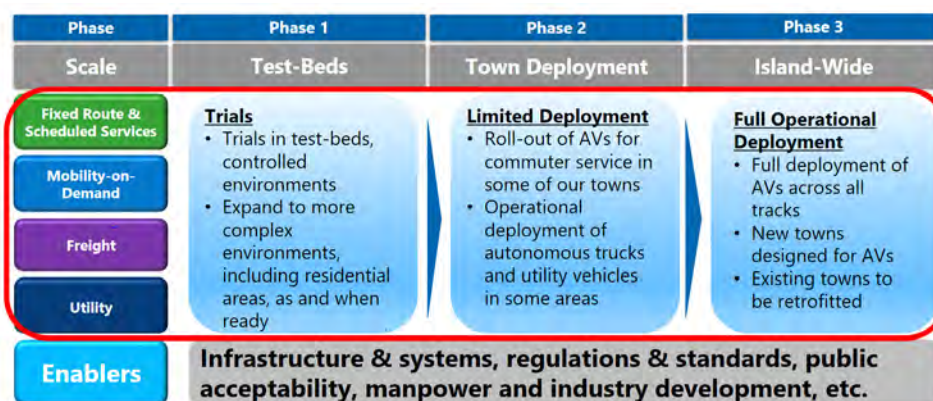 Phase
Phase 1
Phase 2
Phase 3
Scale
Test-Beds
Town Deployment
Island-Wide
Fixed Route &
Scheduled Services
Mobility-on-
Demand
Freight
Utility
Trials
• Trials in test-beds,
controlled
environments
• Expand to more
complex
environments,
including residential
areas, as and when
ready
Limited Deployment
• Roll-out of AVs for
commuter service in
some of our towns
• Operational
deployment of
autonomous trucks
and utility vehicles
in some areas
Full Operational
Deployment
• Full deployment of
AVs across all
tracks
• New towns
designed for AVs
• Existing towns to
be retrofitted
Enablers
Infrastructure & systems, regulations & standards, public
acceptability, manpower and industry development, etc.